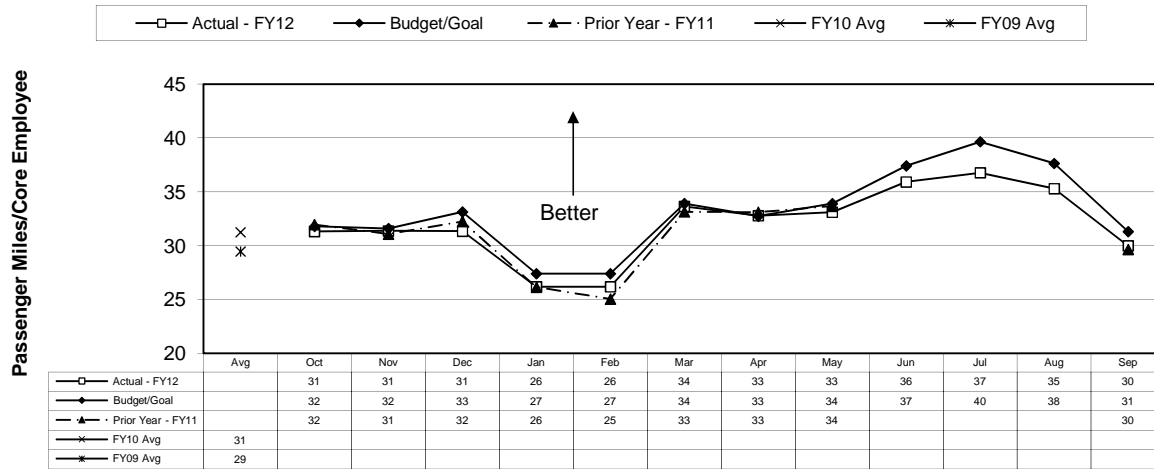 Actual - FY12 Budget/Goal Prior Year - FY11 FY10 Avg FY09 Avg
Passenger Miles/Core Employee
45
40
35
30
25
20
Better
Avg Oct Nov Dec Jan Feb Mar Apr May Jun Jul Aug Sep
Actual - FY12 31 31 31 26 26 34 33 33 36 37 35 30
Budget/Goal 32 32 33 27 27 34 33 34 37 40 38 31
Prior Year - FY11 32 31 32 26 25 33 33 34 30
FY10 Avg 31
FY09 Avg 29